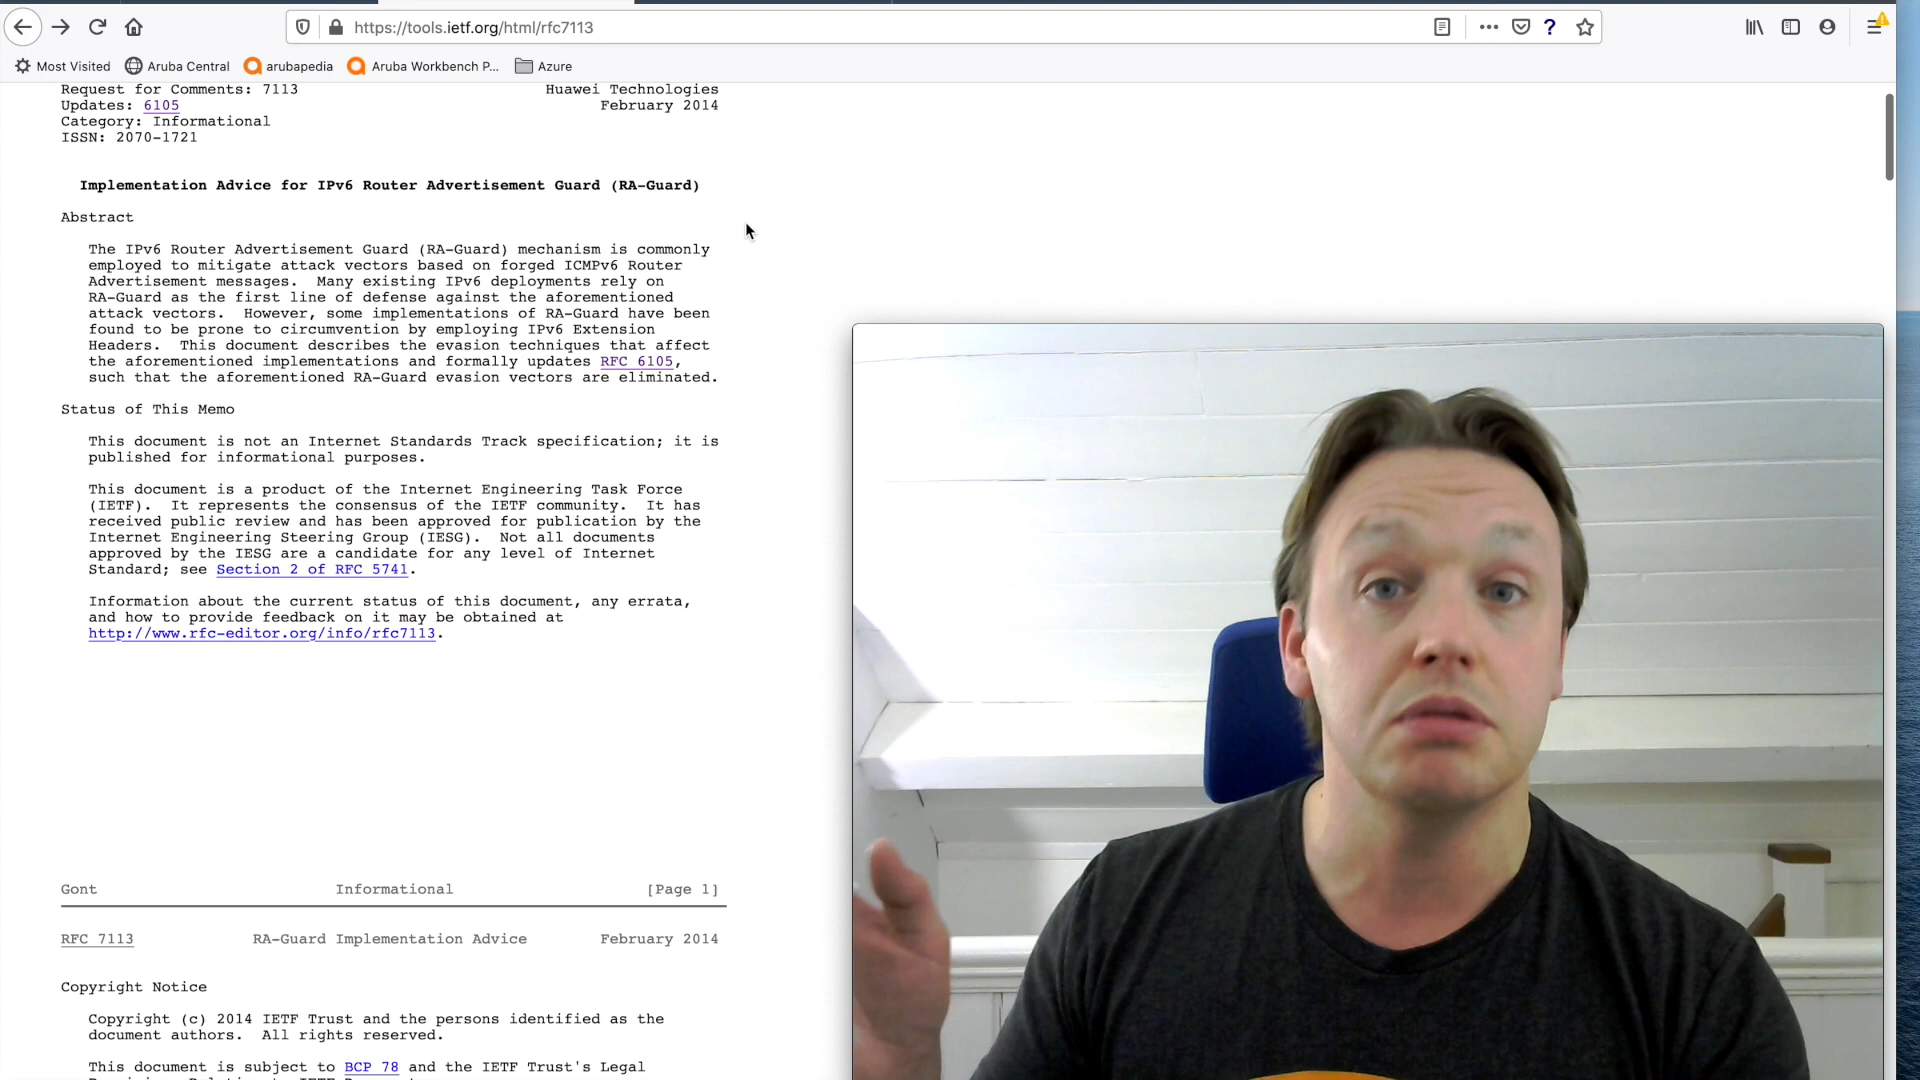 https://tools.ietf.org/html/rfc7113
Most Visited Aruba Central arubapedia Aruba Workbench P... Azure
Request for Comments: 7113 Huawei Technologies
Updates: 6105 February 2014
Category: Informational
ISSN: 2070-1721
Implementation Advice for IPv6 Router Advertisement Guard (RA-Guard)
Abstract
The IPv6 Router Advertisement Guard (RA-Guard) mechanism is commonly
employed to mitigate attack vectors based on forged ICMPv6 Router
Advertisement messages. Many existing IPv6 deployments rely on
RA-Guard as the first line of defense against the aforementioned
attack vectors. However, some implementations of RA-Guard have been
found to be prone to circumvention by employing IPv6 Extension
Headers. This document describes the evasion techniques that affect
the aforementioned implementations and formally updates RFC 6105,
such that the aforementioned RA-Guard evasion vectors are eliminated.
Status of This Memo
This document is not an Internet Standards Track specification; it is
published for informational purposes.
This document is a product of the Internet Engineering Task Force
(IETF). It represents the consensus of the IETF community. It has
received public review and has been approved for publication by the
Internet Engineering Steering Group (IESG). Not all documents
approved by the IESG are a candidate for any level of Internet
Standard; see Section 2 of RFC 5741.
Information about the current status of this document, any errata,
and how to provide feedback on it may be obtained at
http://www.rfc-editor.org/info/rfc7113.
Gont Informational [Page 1]
RFC 7113 RA-Guard Implementation Advice February 2014
Copyright Notice
Copyright (c) 2014 IETF Trust and the persons identified as the
document authors. All rights reserved.
This document is subject to BCP 78 and the IETF Trust's Legal